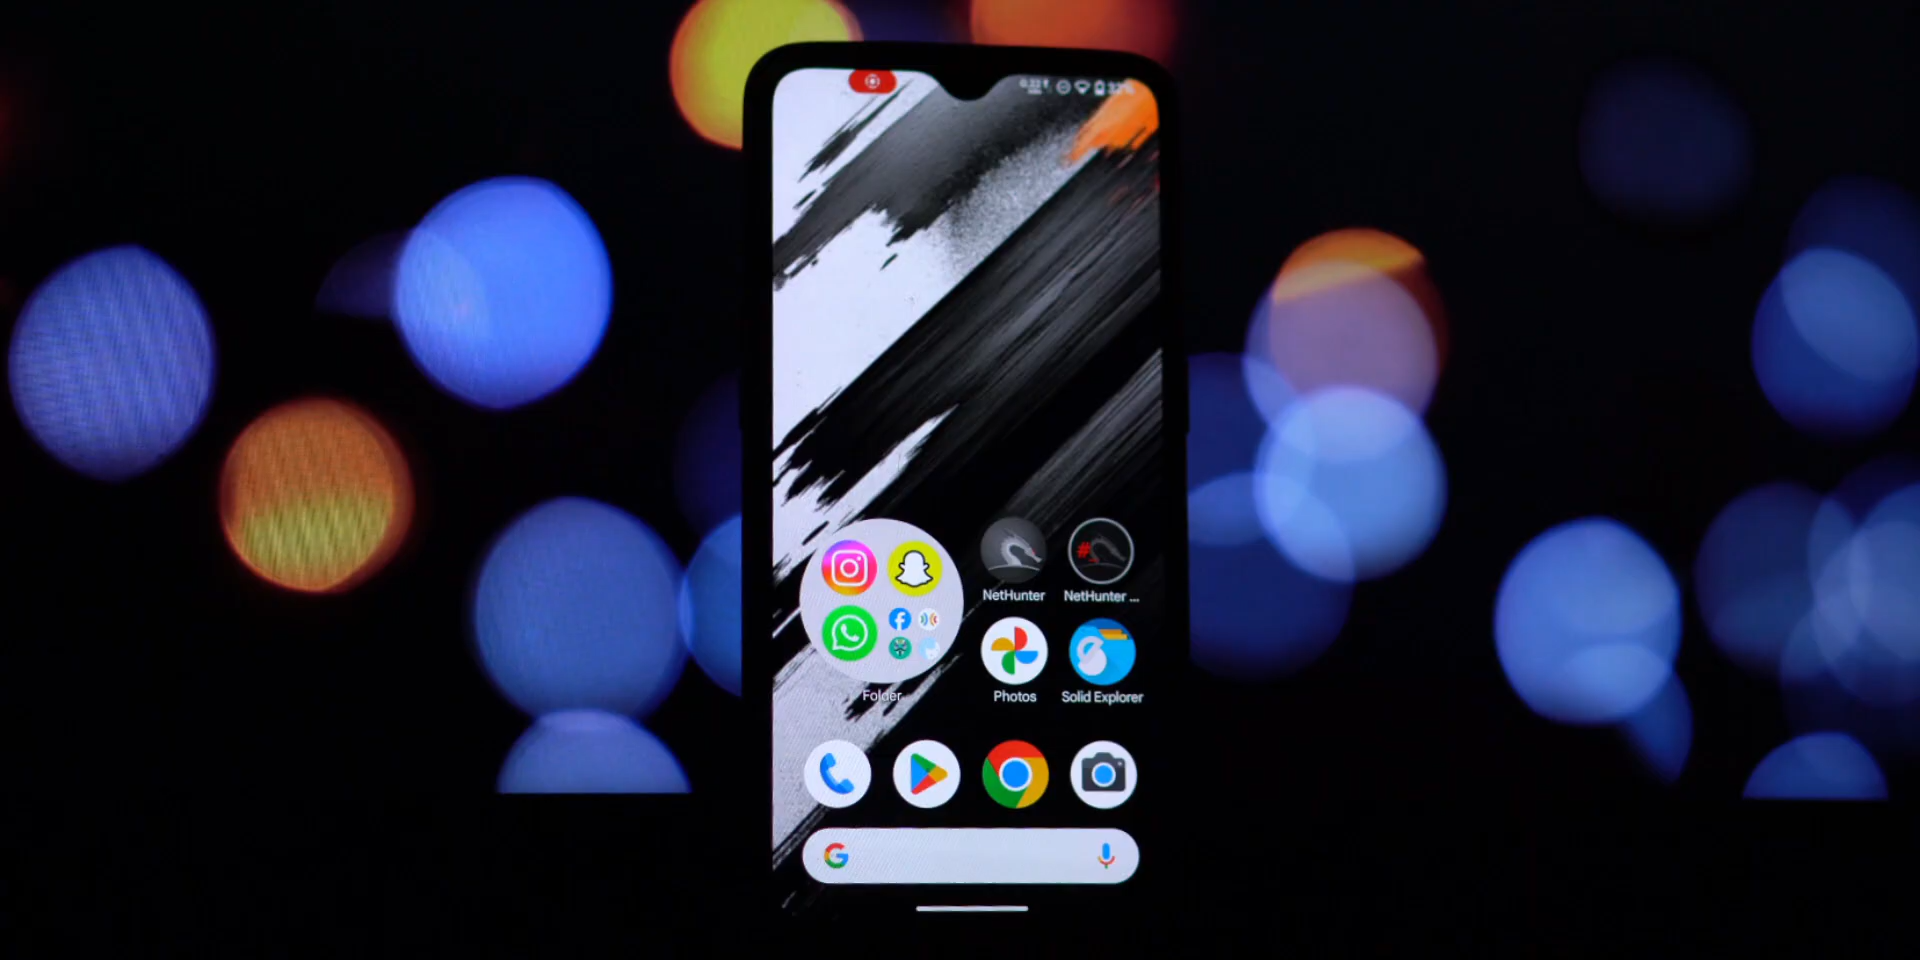 NetHunter
NetHunter ...
Folder
Photos
Solid Explorer